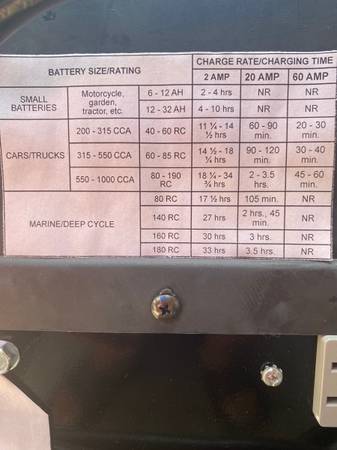 BATTERY SIZE/RATING
CHARGE RATE/CHARGING TIME
2 AMP 20 AMP 60 AMP
SMALL BATTERIES Motorcycle, garden, tractor, etc. 6 - 12 AH 2 - 4 hrs NR NR
12 - 32 AH 4 - 10 hrs NR NR
CARS/TRUCKS 200 - 315 CCA 40 - 60 RC 11 ¼ - 14 ½ hrs 60 - 90 min. 20 - 30 min.
315 - 550 CCA 60 - 85 RC 14 ½ - 18 ¼ hrs 90 - 120 min. 30 - 40 min.
550 - 1000 CCA 80 - 190 RC 18 ¼ - 34 ¾ hrs 2 - 3.5 hrs. 45 - 60 min.
MARINE/DEEP CYCLE 80 RC 17 ½ hrs 105 min. NR
140 RC 27 hrs 2 hrs., 45 min. NR
160 RC 30 hrs 3 hrs. NR
180 RC 33 hrs 3.5 hrs. NR